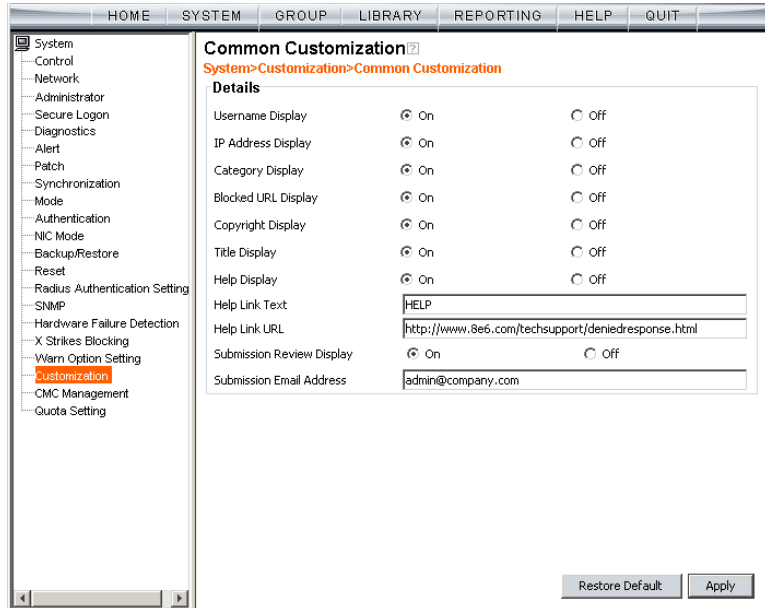 HOME SYSTEM GROUP LIBRARY REPORTING HELP QUIT
System
Control
Network
Administrator
Secure Logon
Diagnostics
Alert
Patch
Synchronization
Mode
Authentication
NIC Mode
Backup/Restore
Reset
Radius Authentication Setting
SNMP
Hardware Failure Detection
X Strikes Blocking
Warn Option Setting
Customization
CMC Management
Quota Setting
Common Customization ?
System>Customization>Common Customization
Details
Username Display On Off
IP Address Display On Off
Category Display On Off
Blocked URL Display On Off
Copyright Display On Off
Title Display On Off
Help Display On Off
Help Link Text HELP
Help Link URL http://www.8e6.com/techsupport/deniedresponse.html
Submission Review Display On Off
Submission Email Address admin@company.com
Restore Default Apply